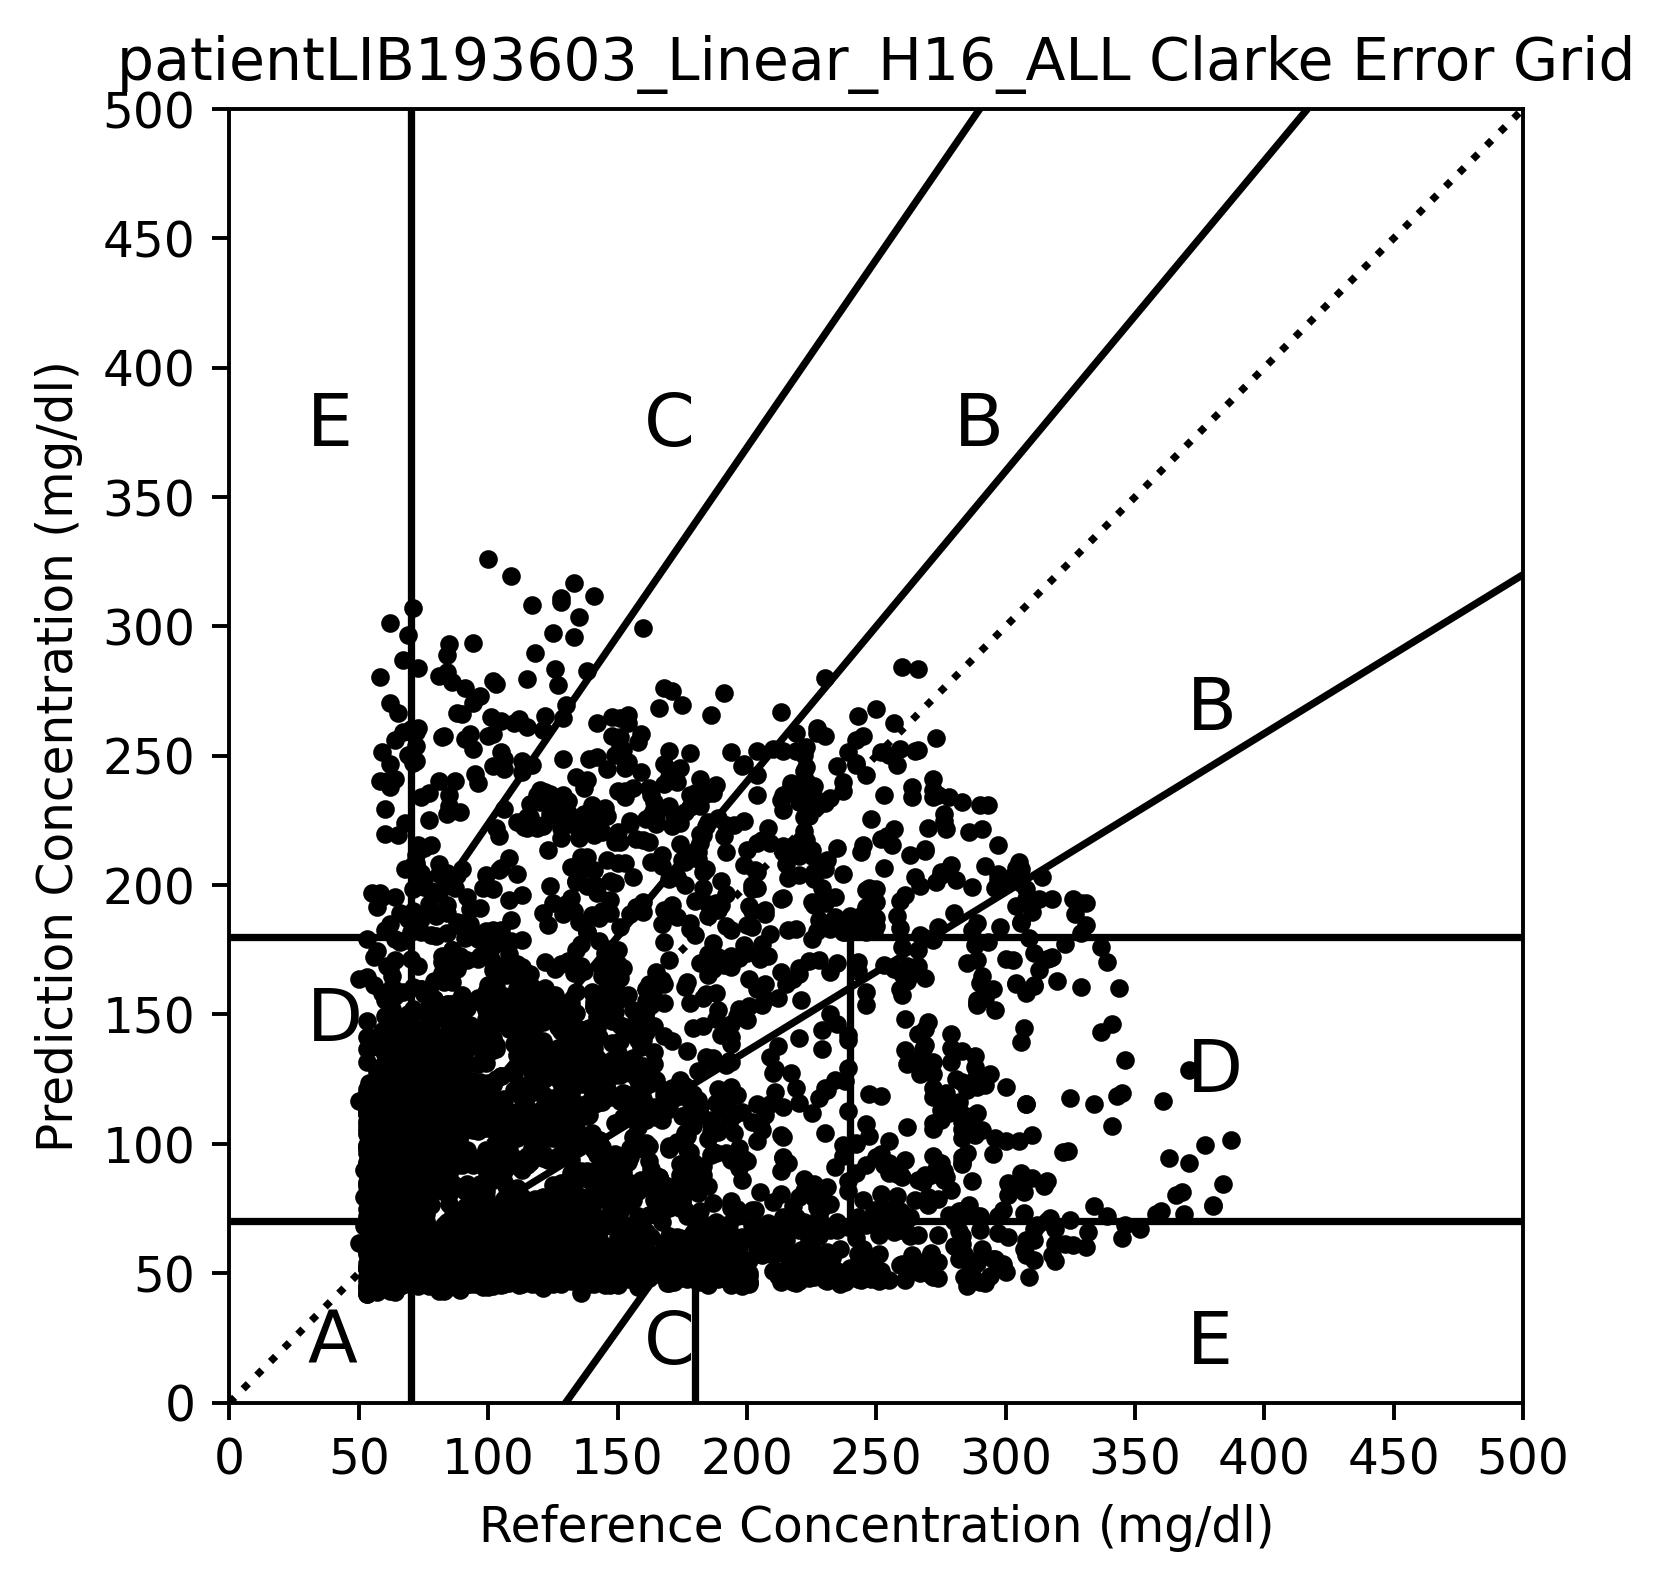 patientLIB193603_Linear_H16_ALL Clarke Error Grid
500
450
400
350
300
250
200
150
100
50
0
Prediction Concentration (mg/dl)
E
C
B
B
D
D
A
C
E
0 50 100 150 200 250 300 350 400 450 500
Reference Concentration (mg/dl)